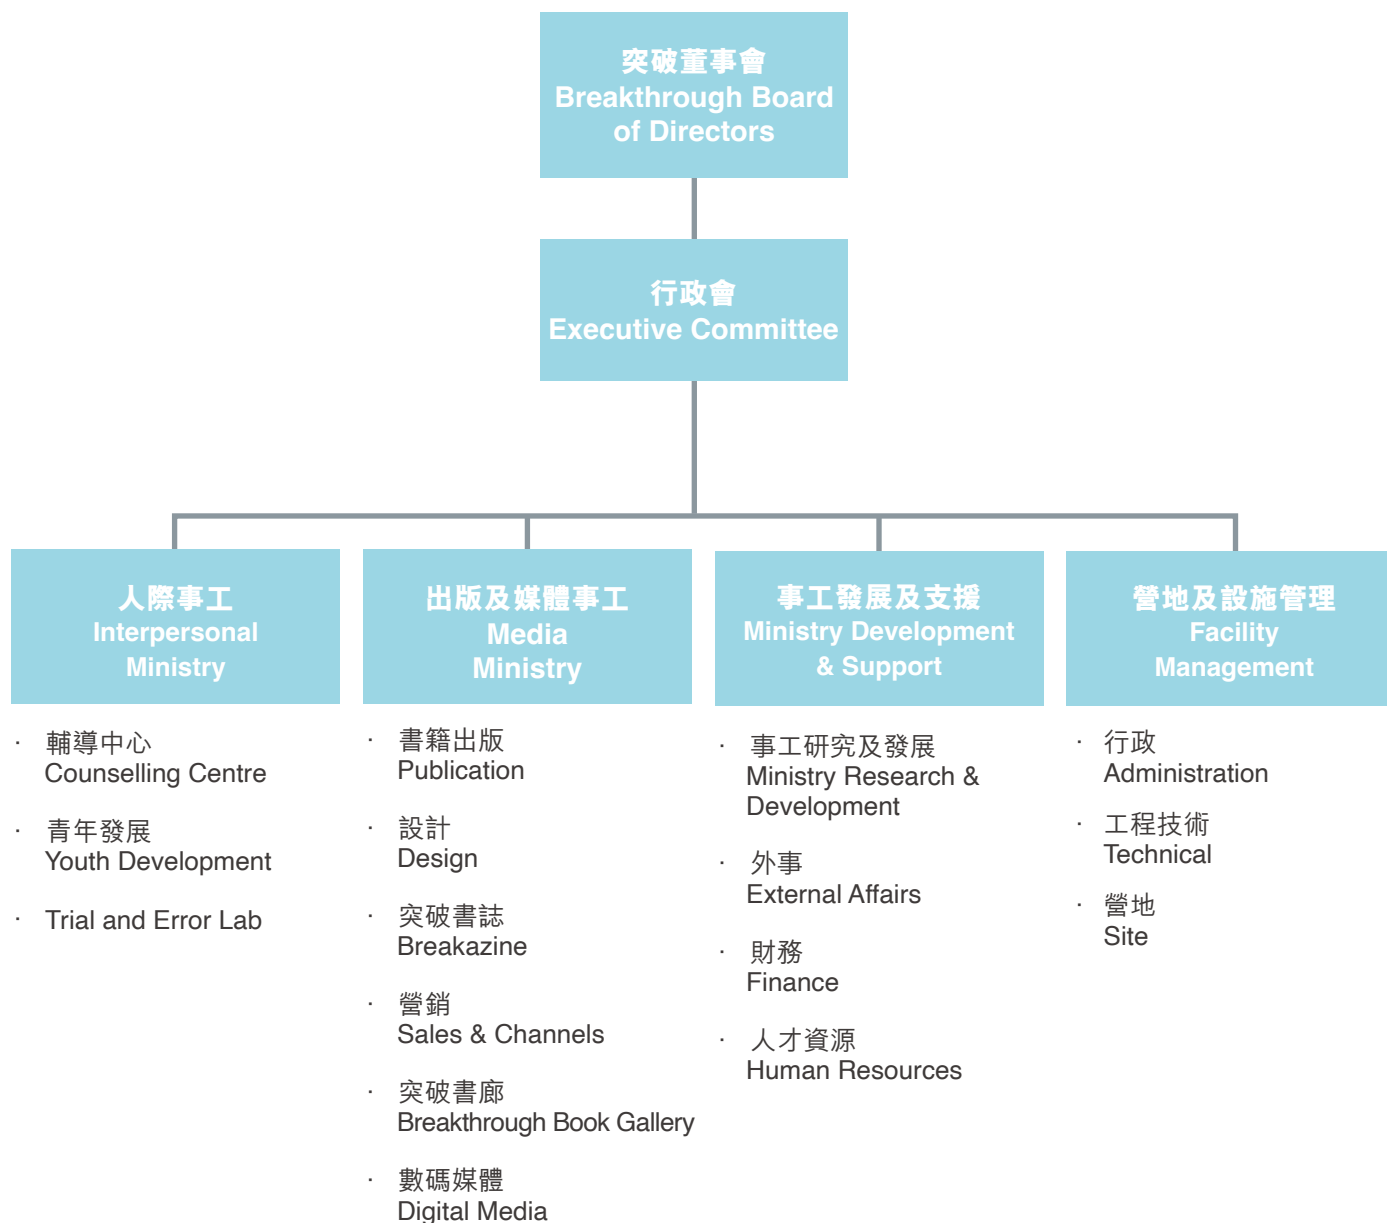 突破董事會
Breakthrough Board
of Directors
行政會
Executive Committee
人際事工
Interpersonal
Ministry
· 輔導中心
Counselling Centre
· 青年發展
Youth Development
· Trial and Error Lab
出版及媒體事工
Media
Ministry
· 書籍出版
Publication
· 設計
Design
· 突破書誌
Breakazine
· 營銷
Sales & Channels
· 突破書廊
Breakthrough Book Gallery
· 數碼媒體
Digital Media
事工發展及支援
Ministry Development
& Support
· 事工研究及發展
Ministry Research &
Development
· 外事
External Affairs
· 財務
Finance
· 人才資源
Human Resources
營地及設施管理
Facility
Management
· 行政
Administration
· 工程技術
Technical
· 營地
Site